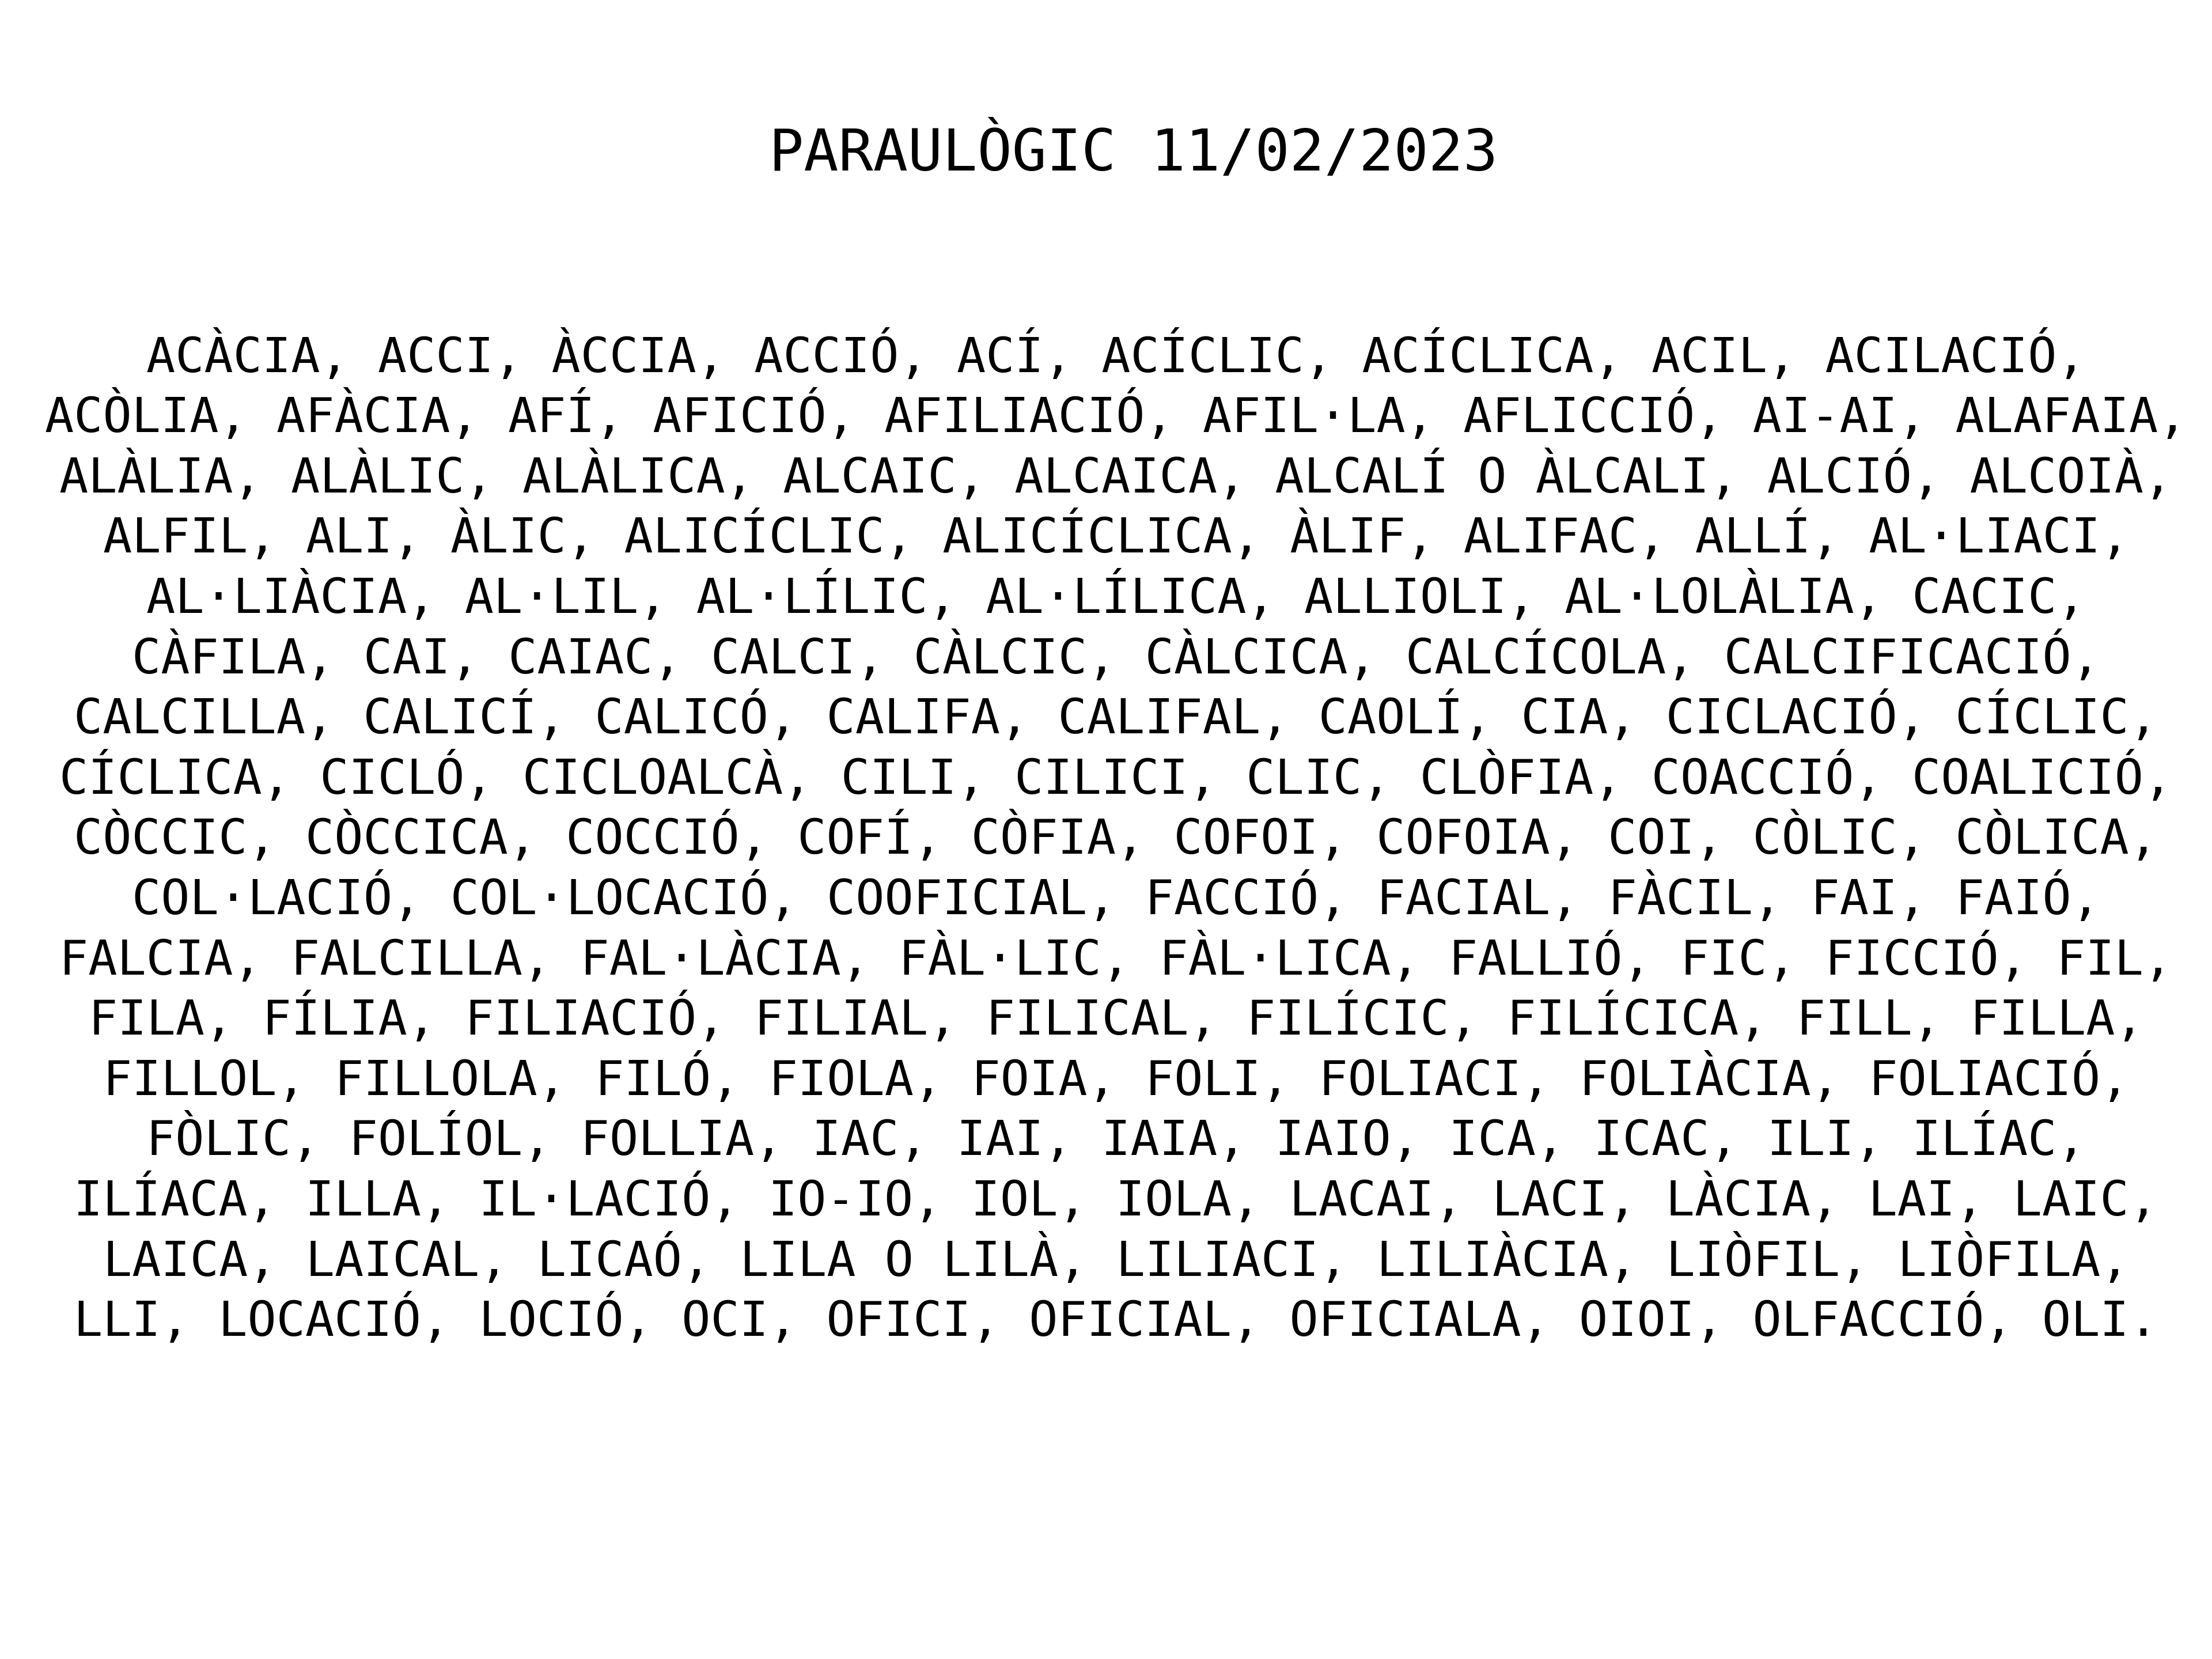 PARAULÒGIC 11/02/2023
ACÀCIA, ACCI, ÀCCIA, ACCIÓ, ACÍ, ACÍCLIC, ACÍCLICA, ACIL, ACILACIÓ,
ACÒLIA, AFÀCIA, AFÍ, AFICIÓ, AFILIACIÓ, AFIL·LA, AFLICCIÓ, AI-AI, ALAFAIA,
ALÀLIA, ALÀLIC, ALÀLICA, ALCAIC, ALCAICA, ALCALÍ O ÀLCALI, ALCIÓ, ALCOIÀ,
ALFIL, ALI, ÀLIC, ALICÍCLIC, ALICÍCLICA, ÀLIF, ALIFAC, ALLÍ, AL·LIACI,
AL·LIÀCIA, AL·LIL, AL·LÍLIC, AL·LÍLICA, ALLIOLI, AL·LOLÀLIA, CACIC,
CÀFILA, CAI, CAIAC, CALCI, CÀLCIC, CÀLCICA, CALCÍCOLA, CALCIFICACIÓ,
CALCILLA, CALICÍ, CALICÓ, CALIFA, CALIFAL, CAOLÍ, CIA, CICLACIÓ, CÍCLIC,
CÍCLICA, CICLÓ, CICLOALCÀ, CILI, CILICI, CLIC, CLÒFIA, COACCIÓ, COALICIÓ,
CÒCCIC, CÒCCICA, COCCIÓ, COFÍ, CÒFIA, COFOI, COFOIA, COI, CÒLIC, CÒLICA,
COL·LACIÓ, COL·LOCACIÓ, COOFICIAL, FACCIÓ, FACIAL, FÀCIL, FAI, FAIÓ,
FALCIA, FALCILLA, FAL·LÀCIA, FÀL·LIC, FÀL·LICA, FALLIÓ, FIC, FICCIÓ, FIL,
FILA, FÍLIA, FILIACIÓ, FILIAL, FILICAL, FILÍCIC, FILÍCICA, FILL, FILLA,
FILLOL, FILLOLA, FILÓ, FIOLA, FOIA, FOLI, FOLIACI, FOLIÀCIA, FOLIACIÓ,
FÒLIC, FOLÍOL, FOLLIA, IAC, IAI, IAIA, IAIO, ICA, ICAC, ILI, ILÍAC,
ILÍACA, ILLA, IL·LACIÓ, IO-IO, IOL, IOLA, LACAI, LACI, LÀCIA, LAI, LAIC,
LAICA, LAICAL, LICAÓ, LILA O LILÀ, LILIACI, LILIÀCIA, LIÒFIL, LIÒFILA,
LLI, LOCACIÓ, LOCIÓ, OCI, OFICI, OFICIAL, OFICIALA, OIOI, OLFACCIÓ, OLI.